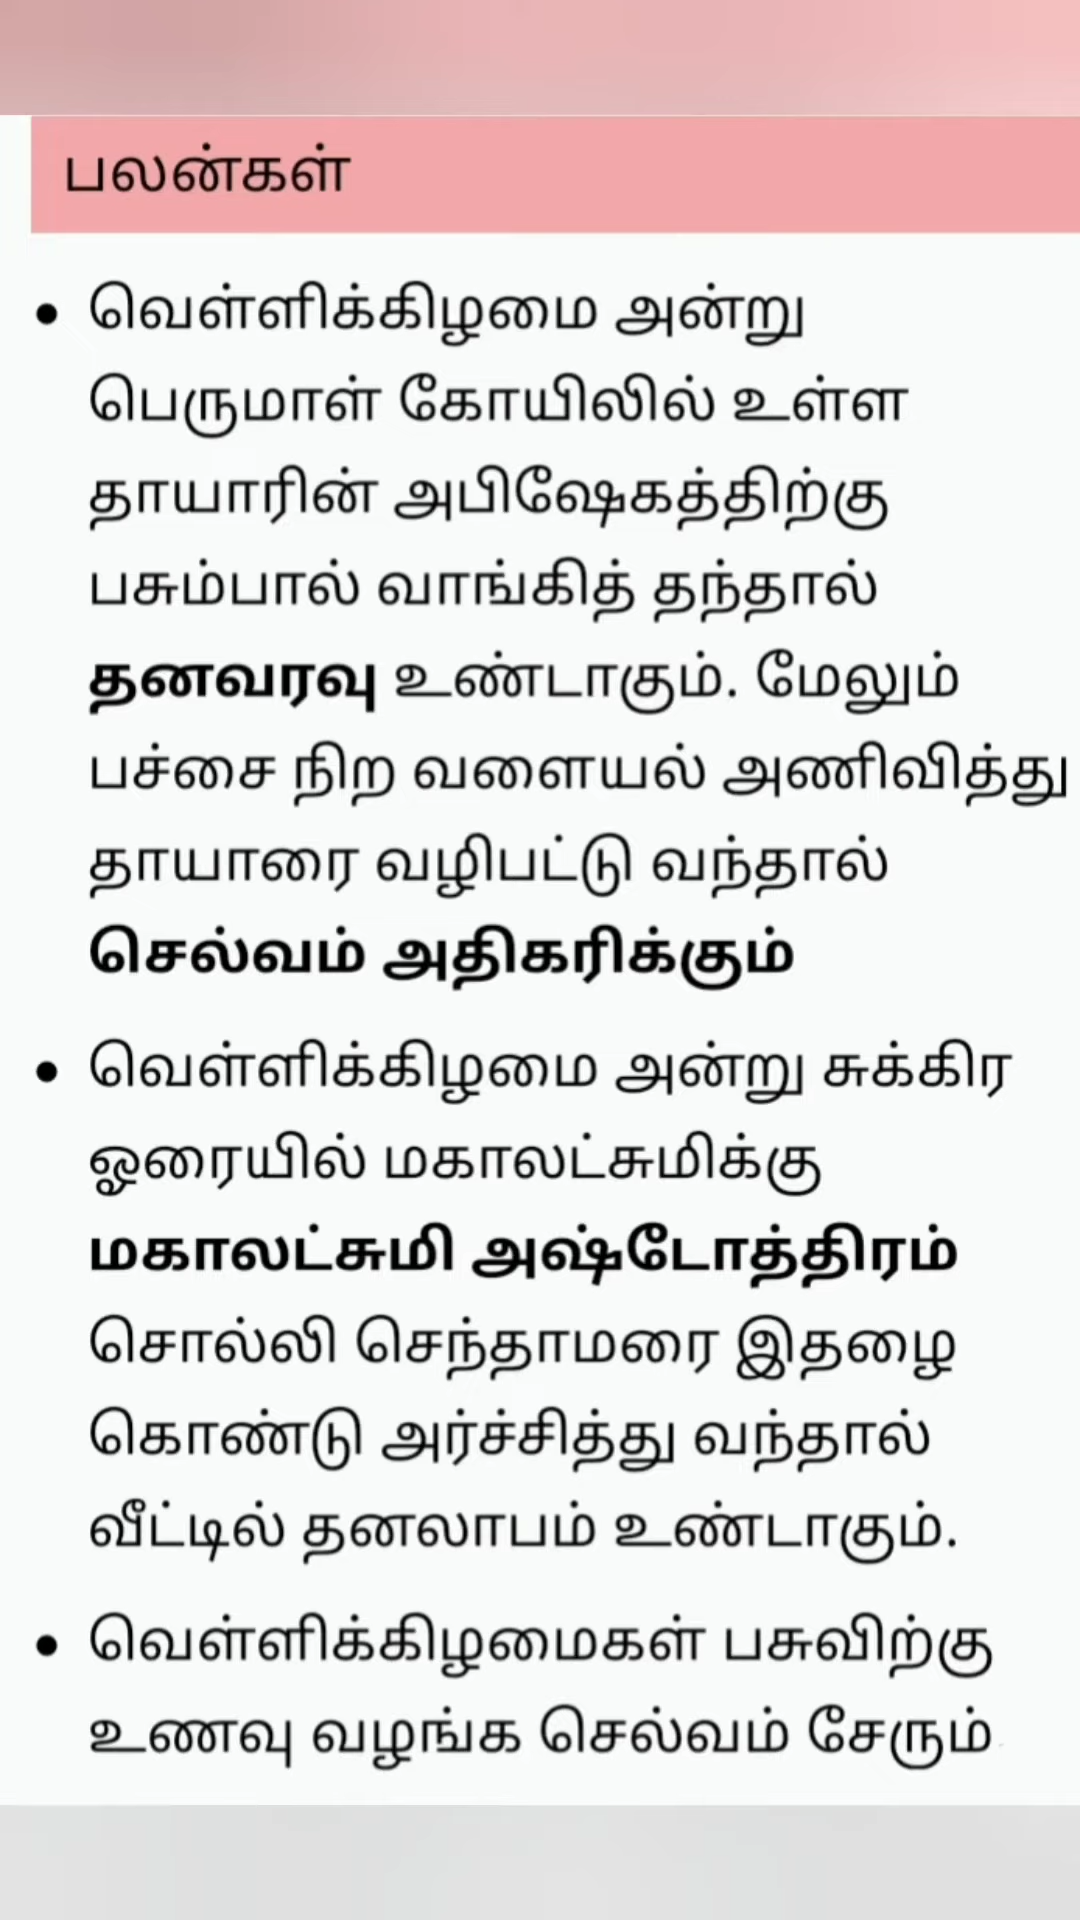 பலன்கள்
• வெள்ளிக்கிழமை அன்று
பெருமாள் கோயிலில் உள்ள
தாயாரின் அபிஷேகத்திற்கு
பசும்பால் வாங்கித் தந்தால்
தனவரவு உண்டாகும். மேலும்
பச்சை நிற வளையல் அணிவித்து
தாயாரை வழிபட்டு வந்தால்
செல்வம் அதிகரிக்கும்
• வெள்ளிக்கிழமை அன்று சுக்கிர
ஓரையில் மகாலட்சுமிக்கு
மகாலட்சுமி அஷ்டோத்திரம்
சொல்லி செந்தாமரை இதழை
கொண்டு அர்ச்சித்து வந்தால்
வீட்டில் தனலாபம் உண்டாகும்.
• வெள்ளிக்கிழமைகள் பசுவிற்கு
உணவு வழங்க செல்வம் சேரும்